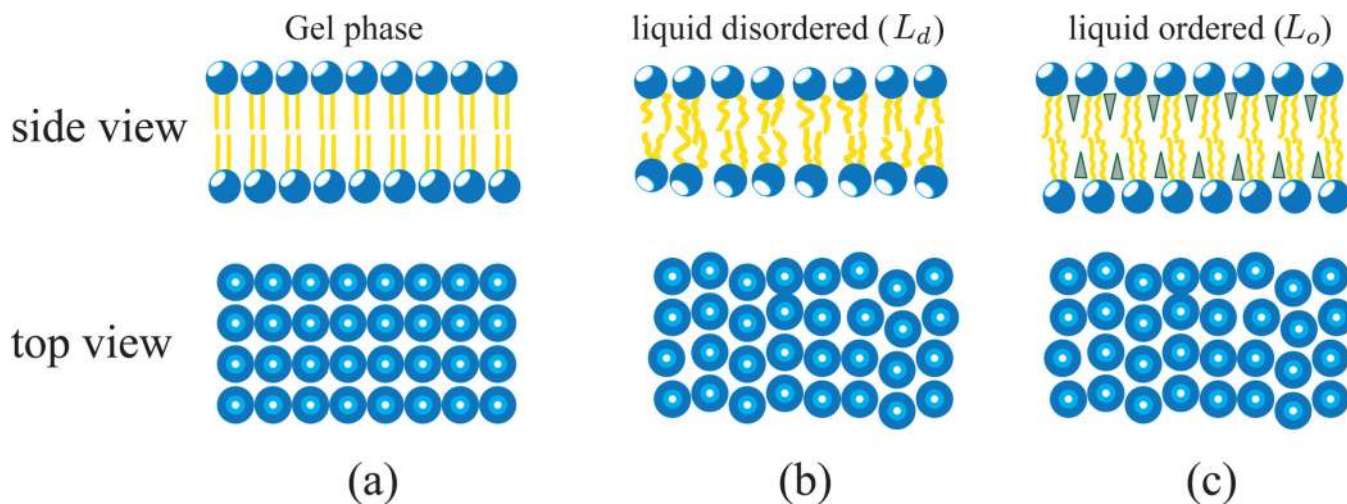 Gel phase
liquid disordered (L_d)
liquid ordered (L_o)
side view
top view
(a)
(b)
(c)